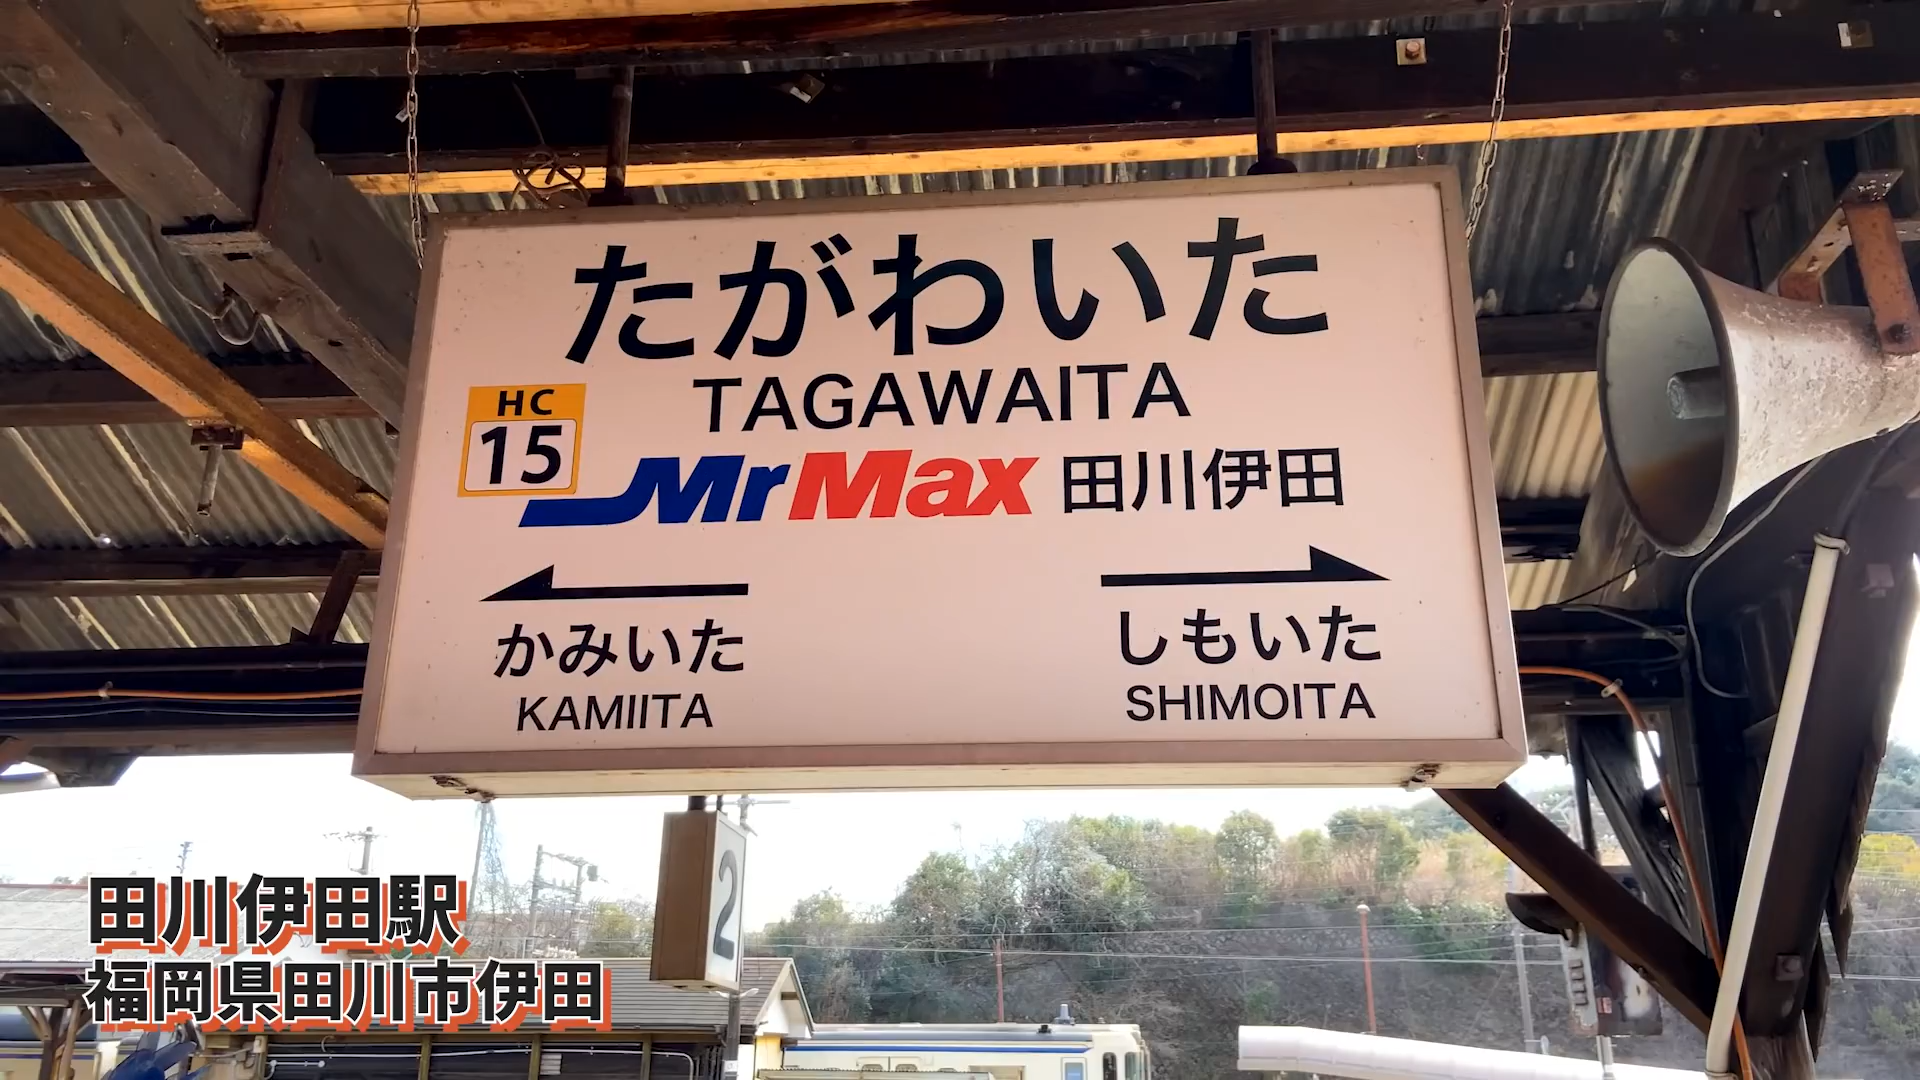 たがわいた
TAGAWAITA
HC
15
MrMax 田川伊田
かみいた
KAMIITA
しもいた
SHIMOITA
2
田川伊田駅
福岡県田川市伊田